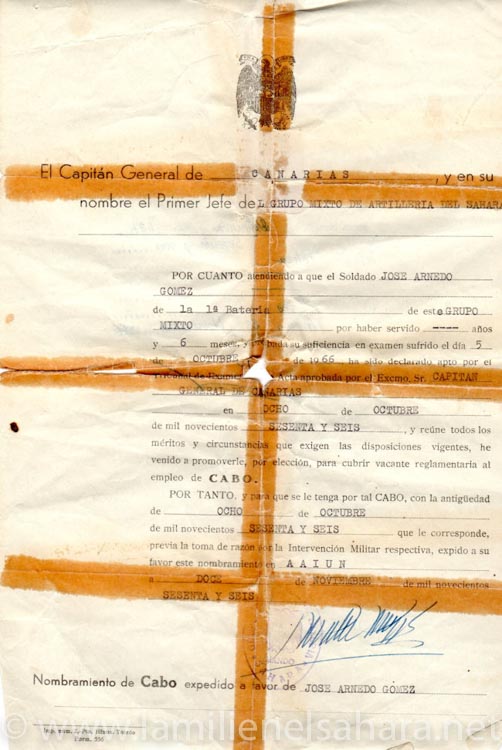 El Capitán General de CANARIAS, y en su
nombre el Primer Jefe deL GRUPO MIXTO DE ARTILLERIA DEL SAHARA
POR CUANTO atendiendo a que el Soldado JOSE ARNEDO
GOMEZ
de la 1ª Bateria de este GRUPO
MIXTO por haber servido ---- años
y 6 meses, y probada su suficiencia en examen sufrido el día 5
de OCTUBRE de 1966 ha sido declarado apto por el
Tribunal de Examen Acta aprobada por el Excmo. Sr. CAPITAN
GENERAL DE CANARIAS
en OCHO de OCTUBRE
de mil novecientos SESENTA Y SEIS, y reúne todos los
méritos y circunstancias que exigen las disposiciones vigentes, he
venido a promoverle, por elección, para cubrir vacante reglamentaria al
empleo de CABO.
POR TANTO, y para que se le tenga por tal CABO, con la antigüedad
de OCHO de OCTUBRE
de mil novecientos SESENTA Y SEIS que le corresponde,
previa la toma de razón por la Intervención Militar respectiva, expido a su
favor este nombramiento en AAIUN
a DOCE de NOVIEMBRE de mil novecientos
SESENTA Y SEIS
Nombramiento de Cabo expedido a favor de JOSE ARNEDO GOMEZ
© www.lamilienelsahara.net